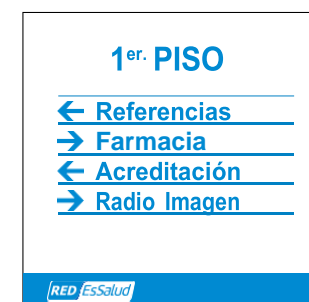 1er. PISO
← Referencias
→ Farmacia
← Acreditación
→ Radio Imagen
RED EsSalud